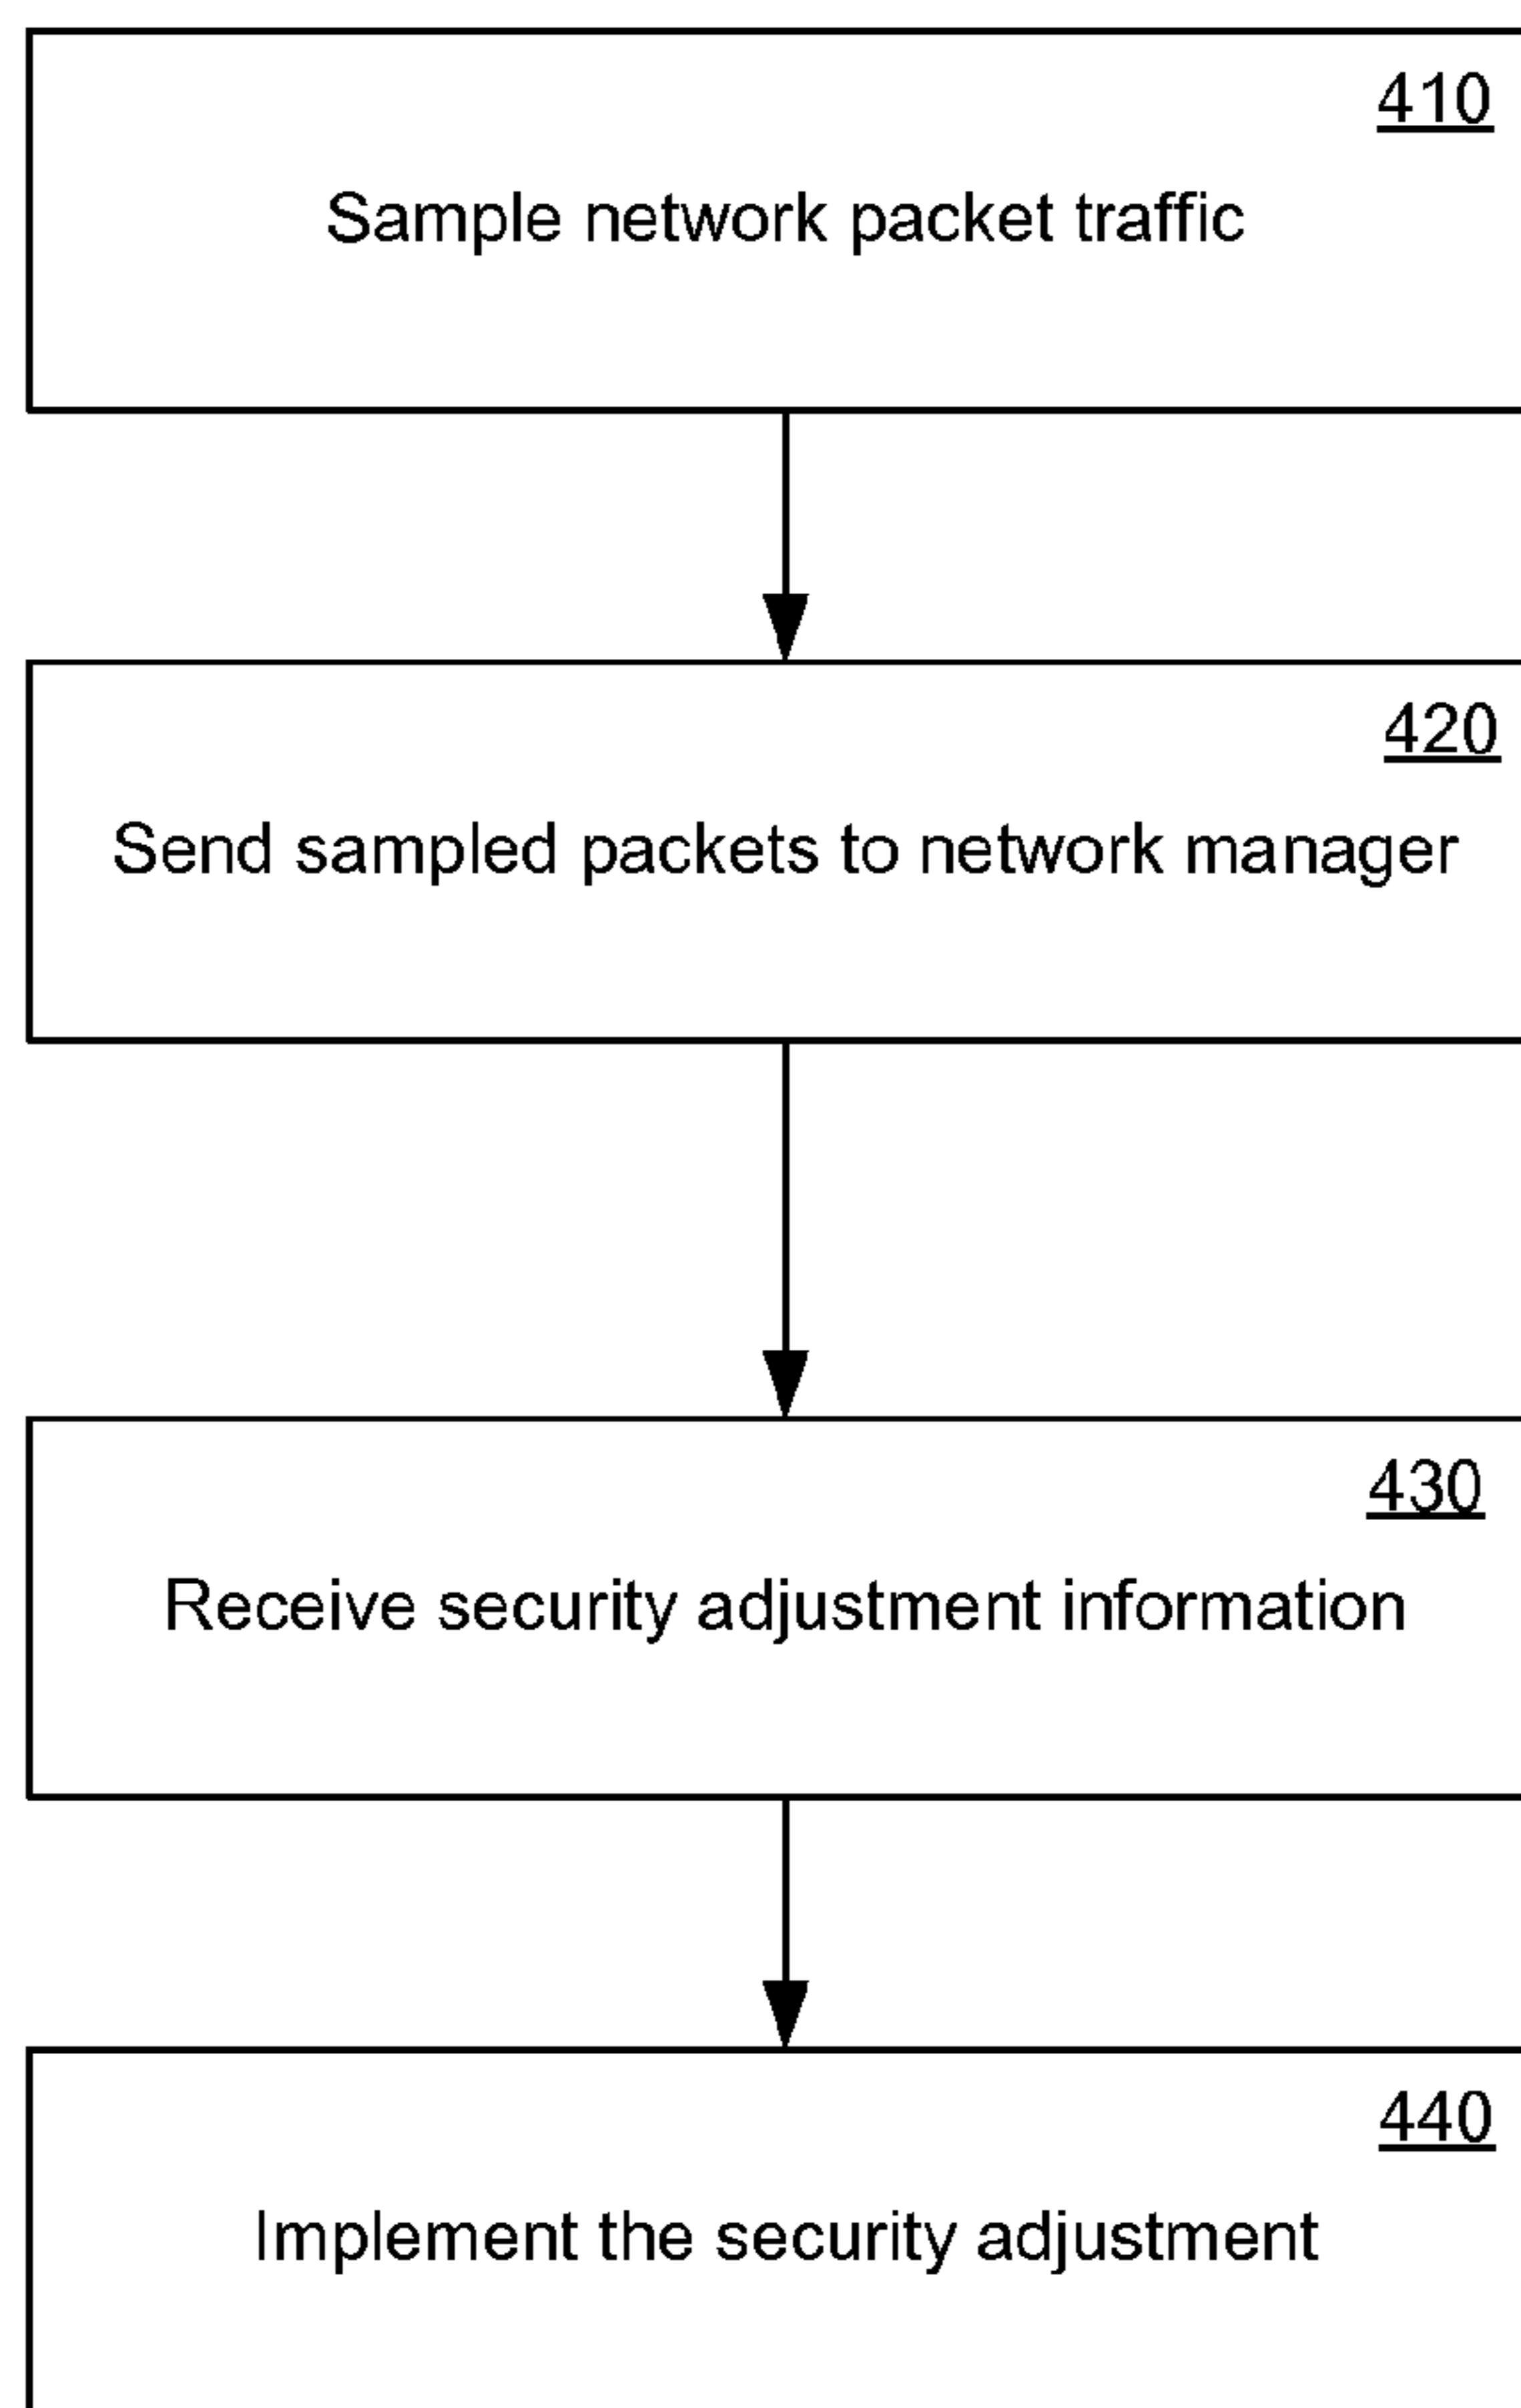 410
Sample network packet traffic
420
Send sampled packets to network manager
430
Receive security adjustment information
440
Implement the security adjustment